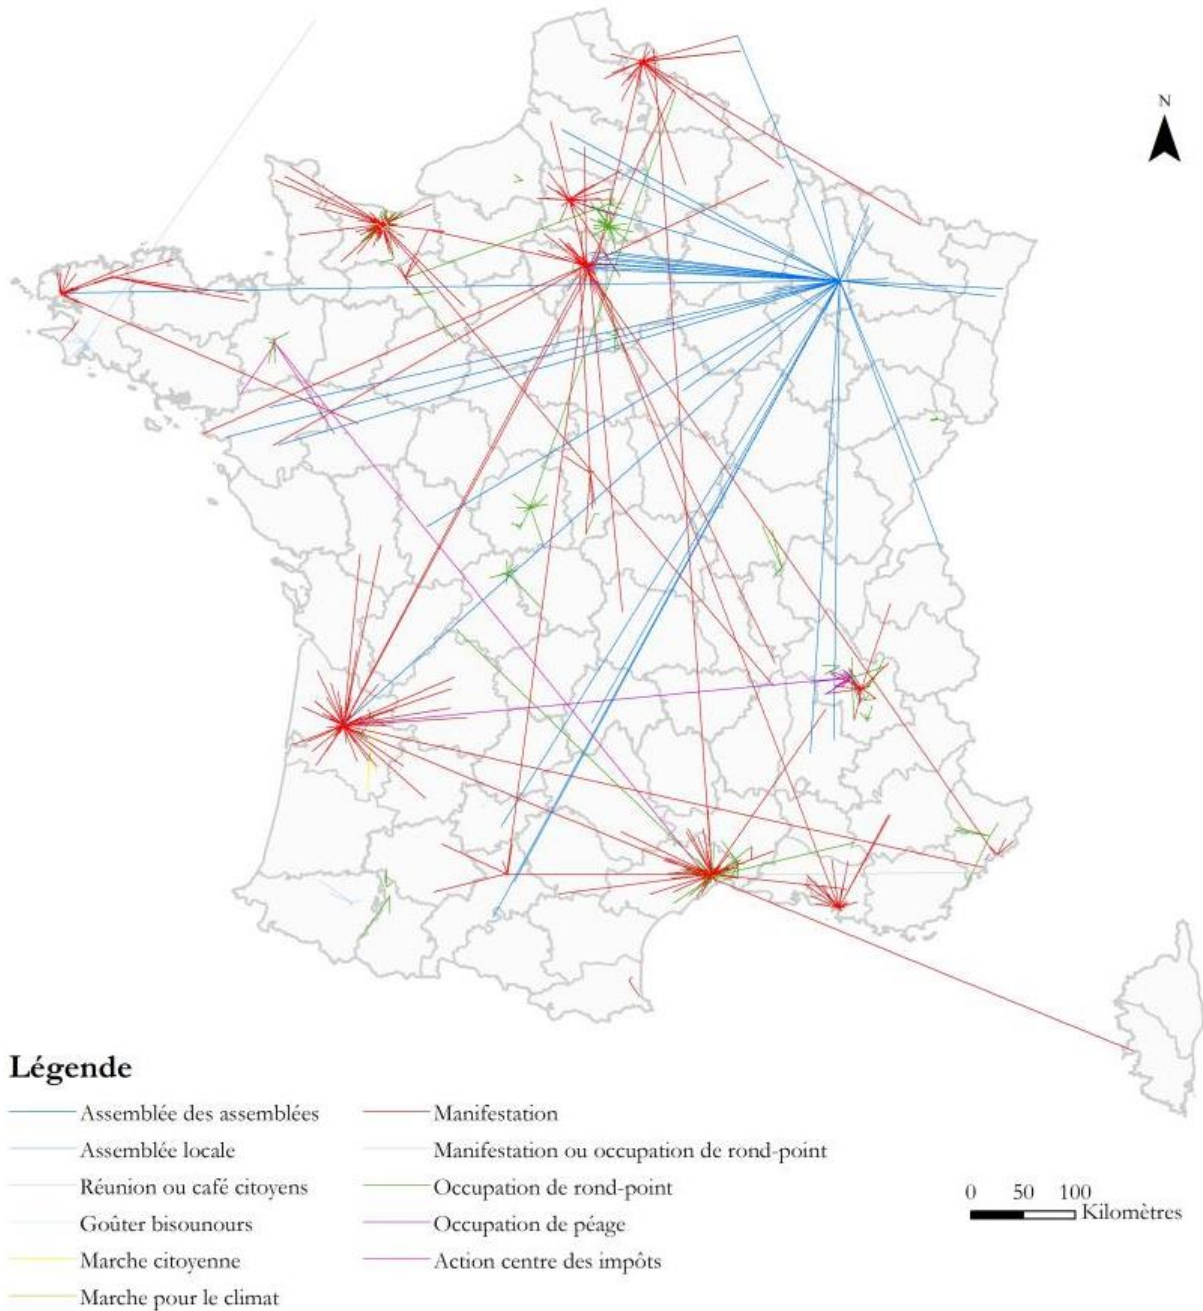 N
Légende
Assemblée des assemblées
Assemblée locale
Réunion ou café citoyens
Goûter bisounours
Marche citoyenne
Marche pour le climat
Manifestation
Manifestation ou occupation de rond-point
Occupation de rond-point
Occupation de péage
Action centre des impôts
0 50 100
Kilomètres